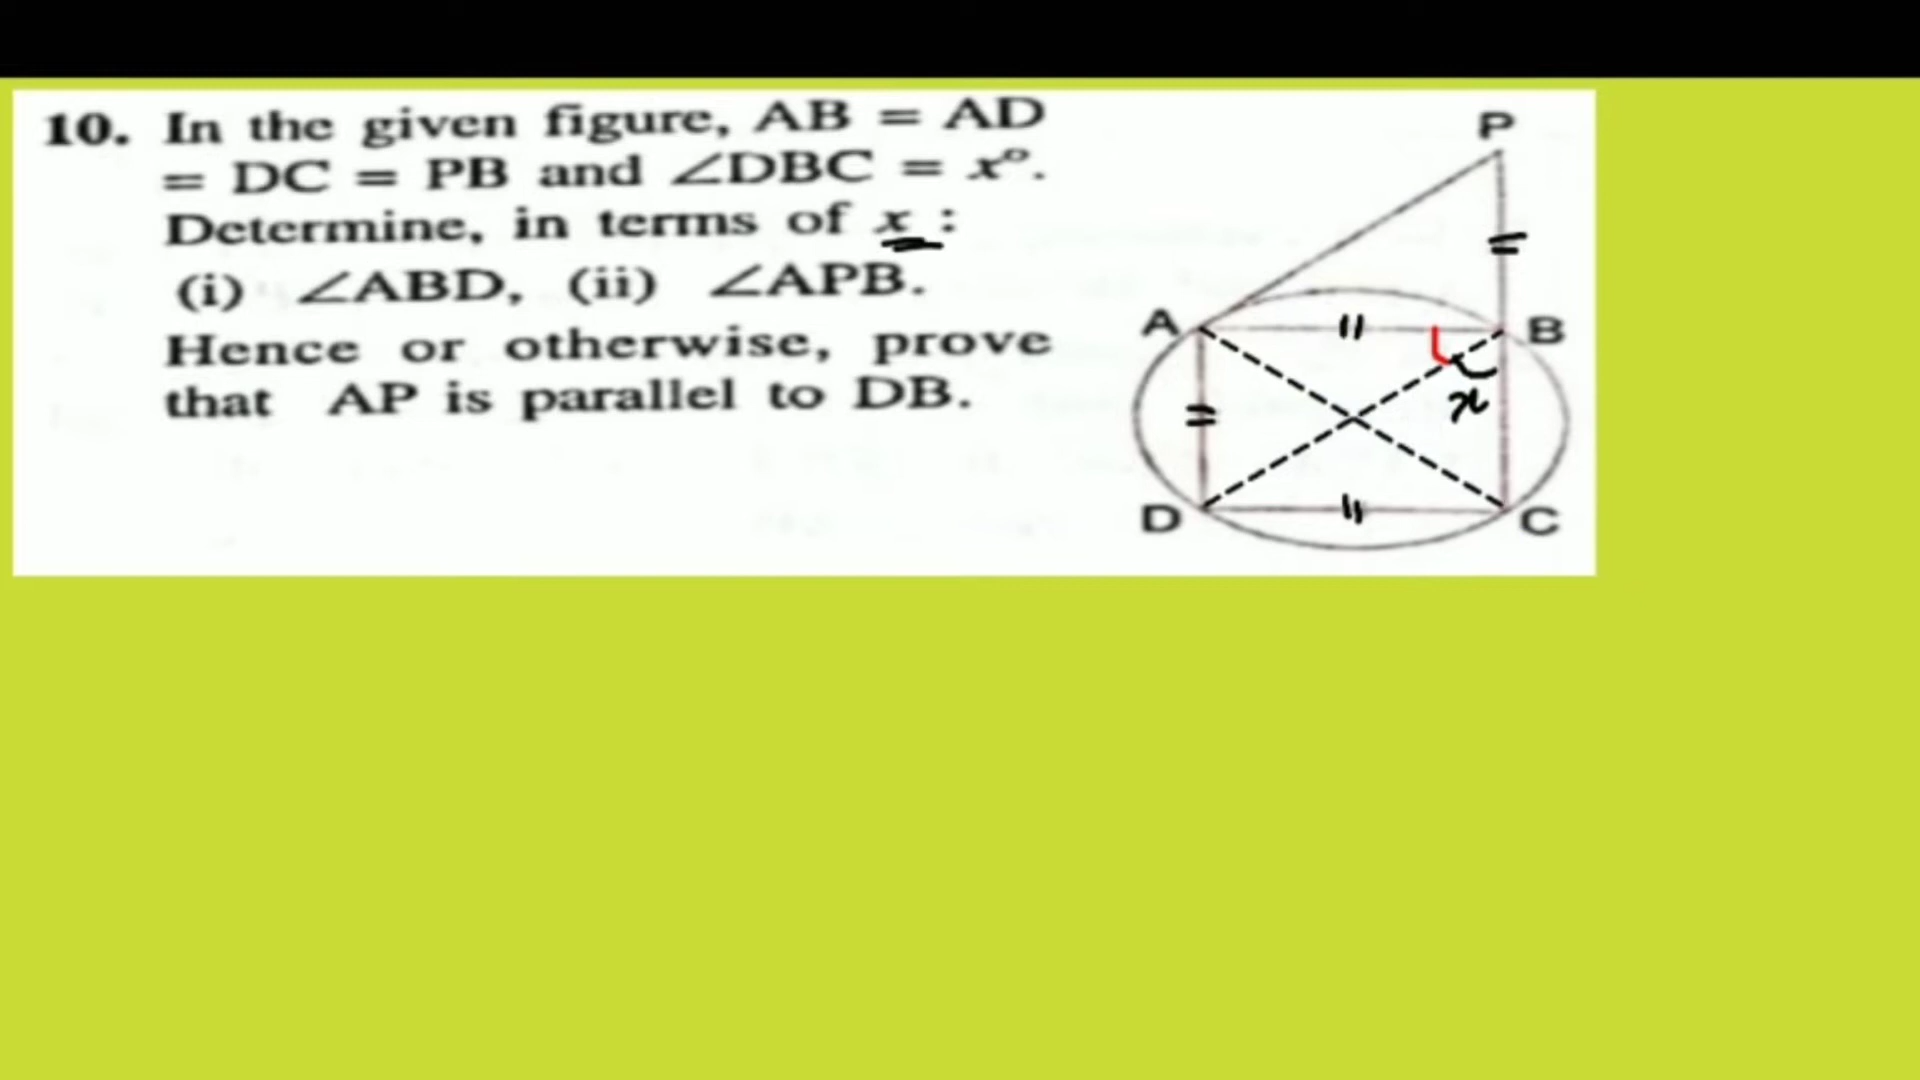 10. In the given figure, AB = AD
= DC = PB and ∠DBC = x°.
Determine, in terms of x :
(i) ∠ABD, (ii) ∠APB.
Hence or otherwise, prove
that AP is parallel to DB.
P
A
B
x
D
C